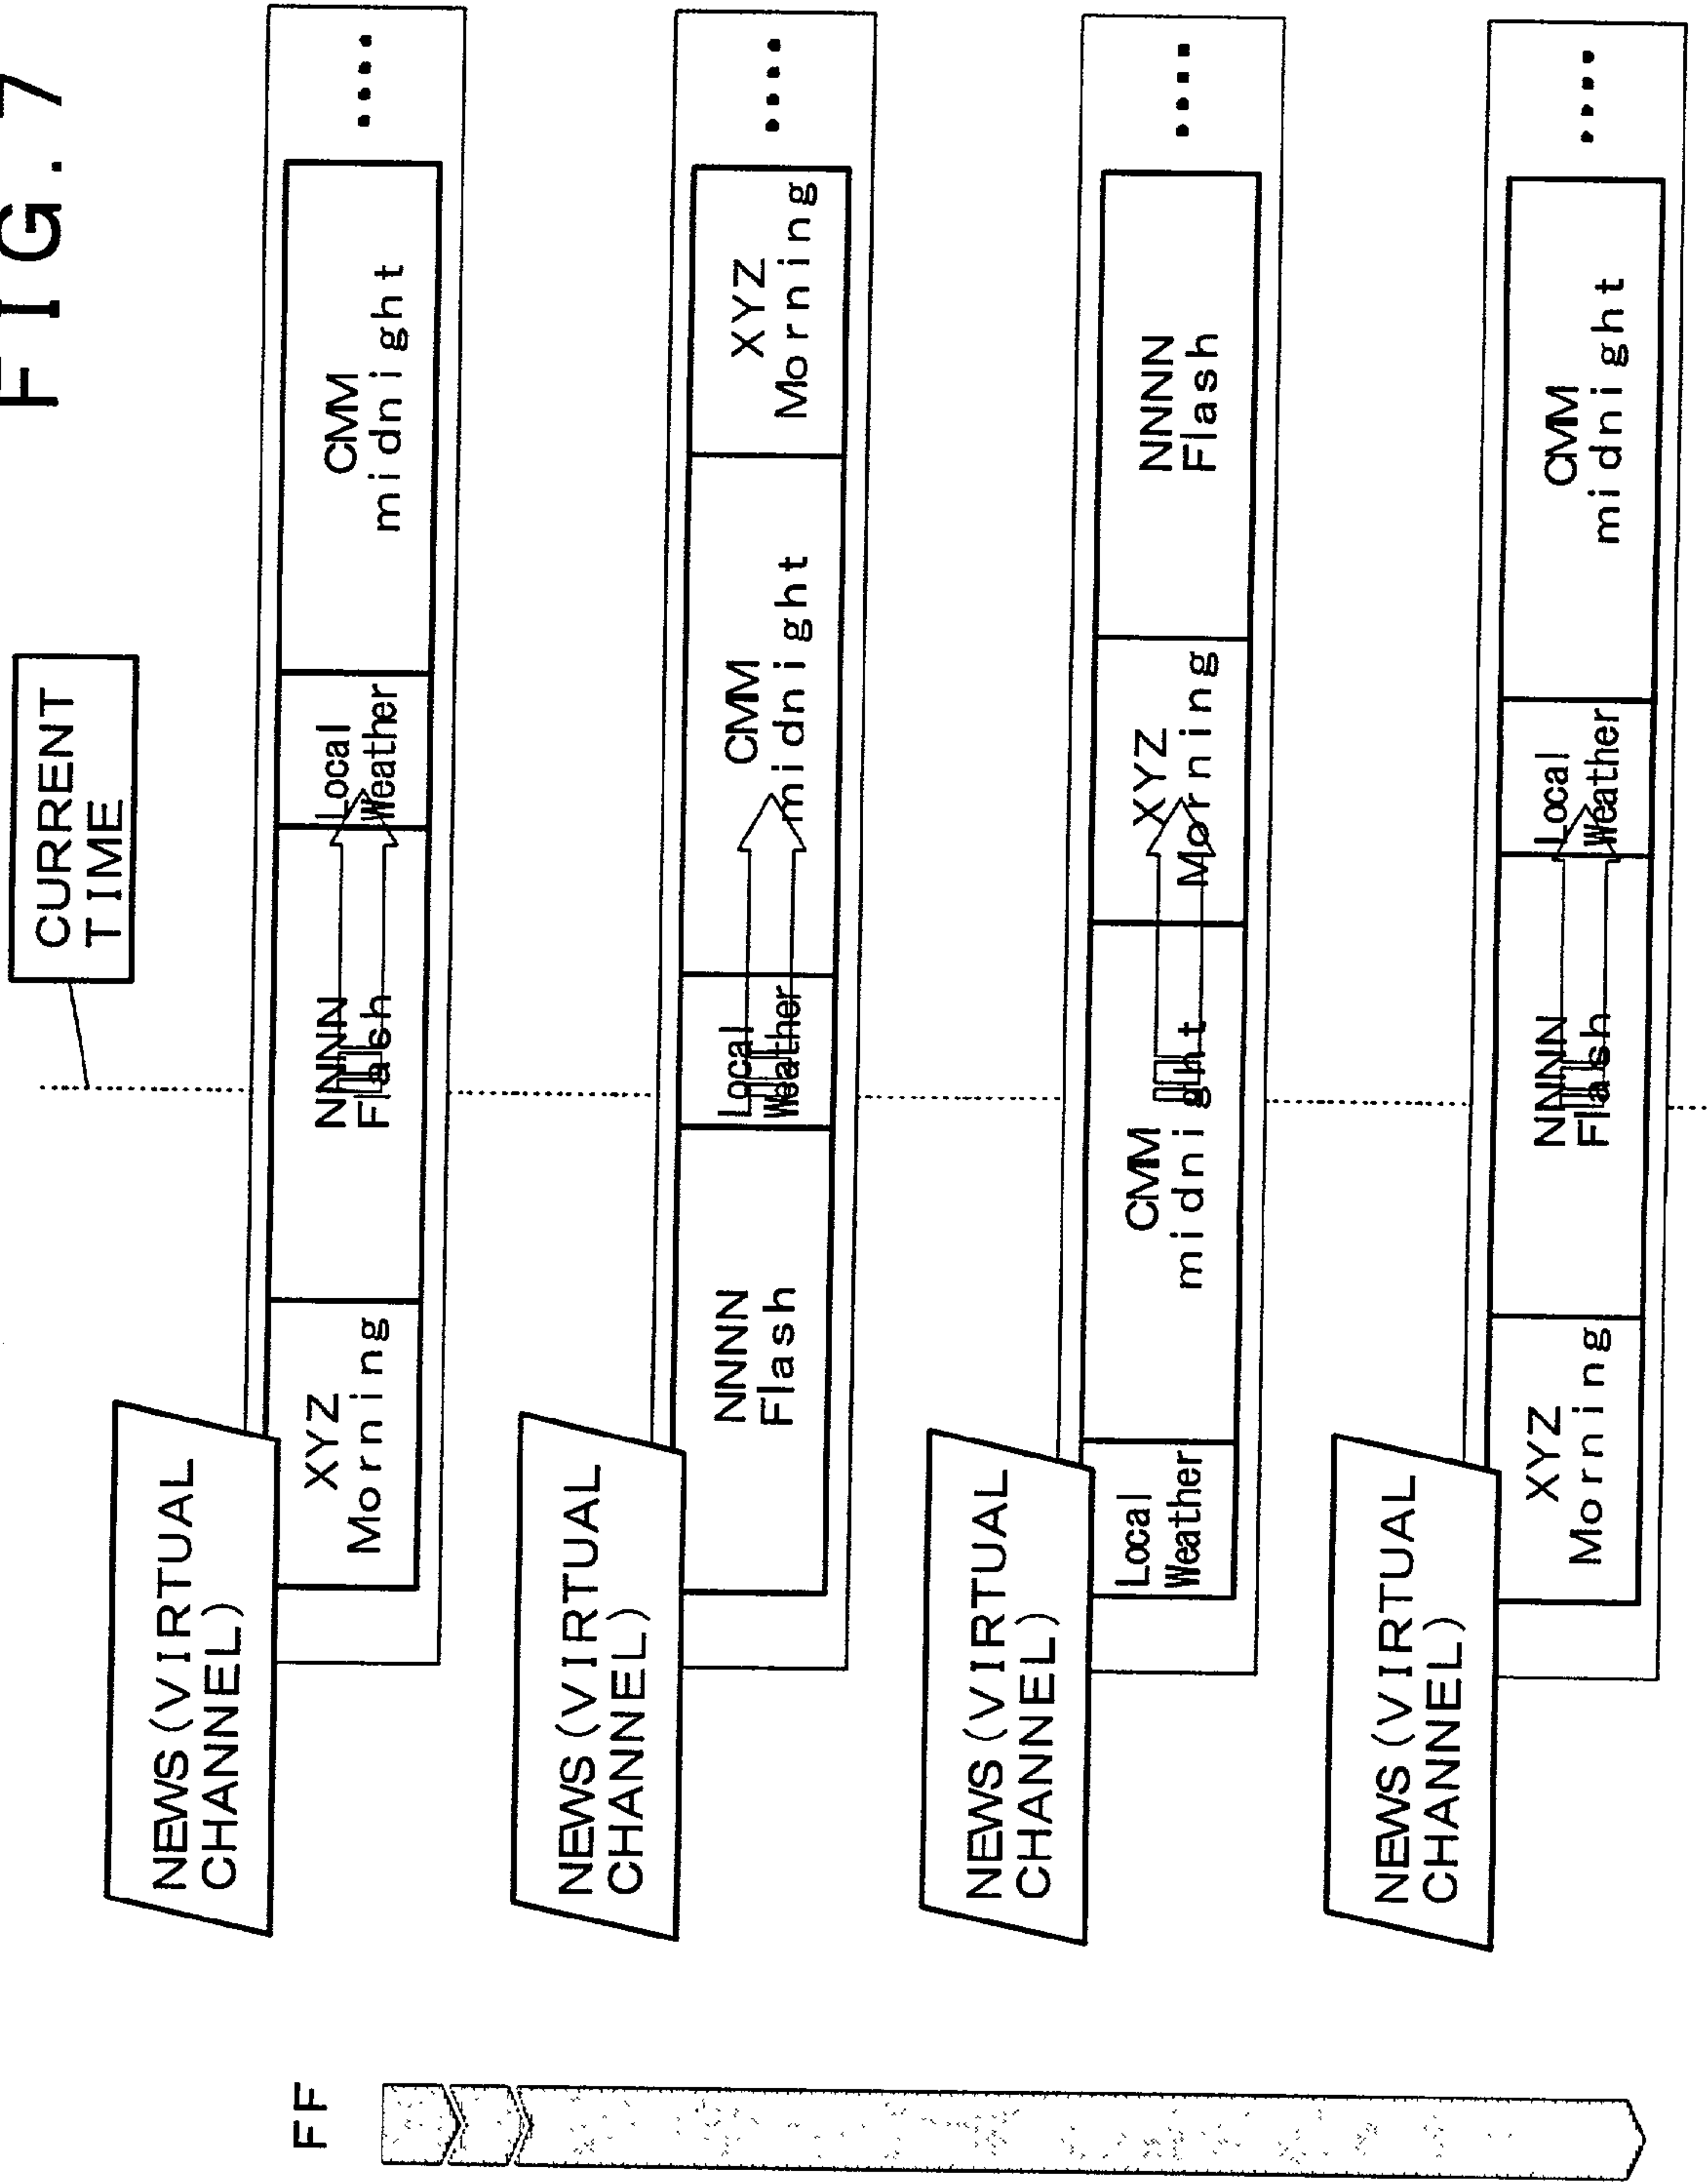 FIG. 7
CURRENT
TIME
NEWS(VIRTUAL
CHANNEL)
XYZ
Morning
NNNN
Flash
Local
Weather
CMM
midnight
....
NEWS(VIRTUAL
CHANNEL)
NNNN
Flash
Local
Weather
CMM
midnight
XYZ
Morning
....
NEWS(VIRTUAL
CHANNEL)
Local
Weather
CMM
midnight
XYZ
Morning
NNNN
Flash
....
NEWS(VIRTUAL
CHANNEL)
XYZ
Morning
NNNN
Flash
Local
Weather
CMM
midnight
....
FF